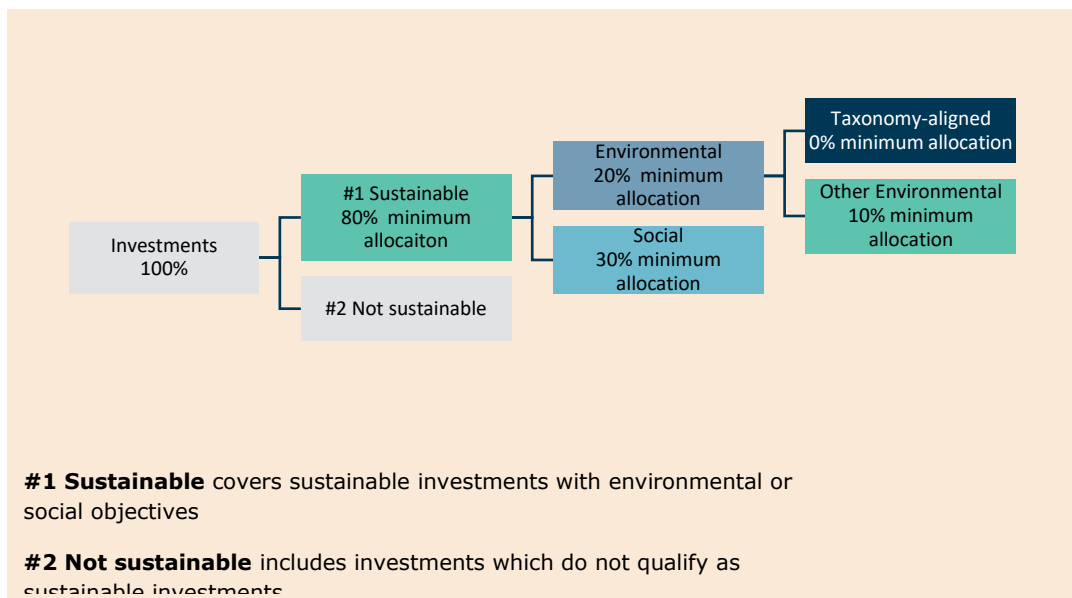 Taxonomy-aligned
0% minimum allocation
Environmental
20% minimum
allocation
#1 Sustainable
80% minimum
allocaiton
Other Environmental
10% minimum
allocation
Investments
100%
Social
30% minimum
allocation
#2 Not sustainable
#1 Sustainable covers sustainable investments with environmental or
social objectives
#2 Not sustainable includes investments which do not qualify as
sustainable investments